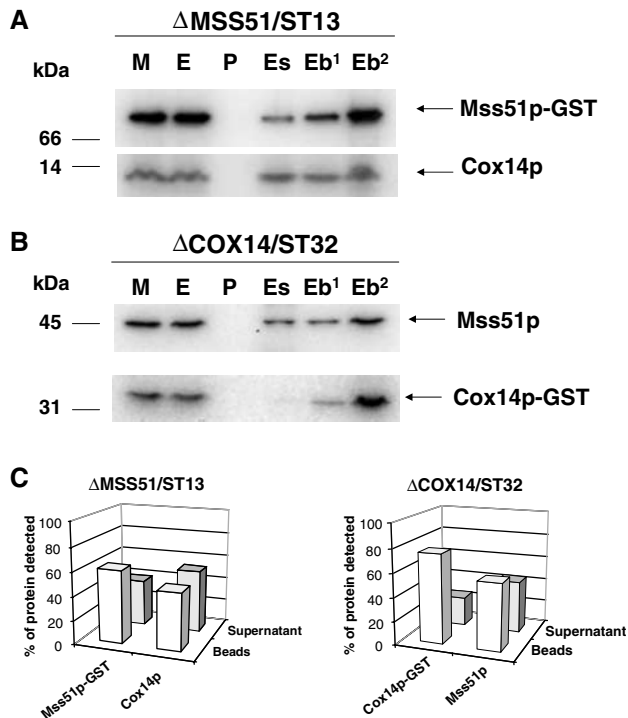 A
ΔMSS51/ST13
kDa
M E P Es Eb¹ Eb²
Mss51p-GST
66
14
Cox14p
B
ΔCOX14/ST32
kDa
M E P Es Eb¹ Eb²
45
Mss51p
31
Cox14p-GST
C
ΔMSS51/ST13
% of protein detected
100
80
60
40
20
0
Mss51p-GST
Cox14p
Supernatant
Beads
ΔCOX14/ST32
% of protein detected
100
80
60
40
20
0
Cox14p-GST
Mss51p
Supernatant
Beads